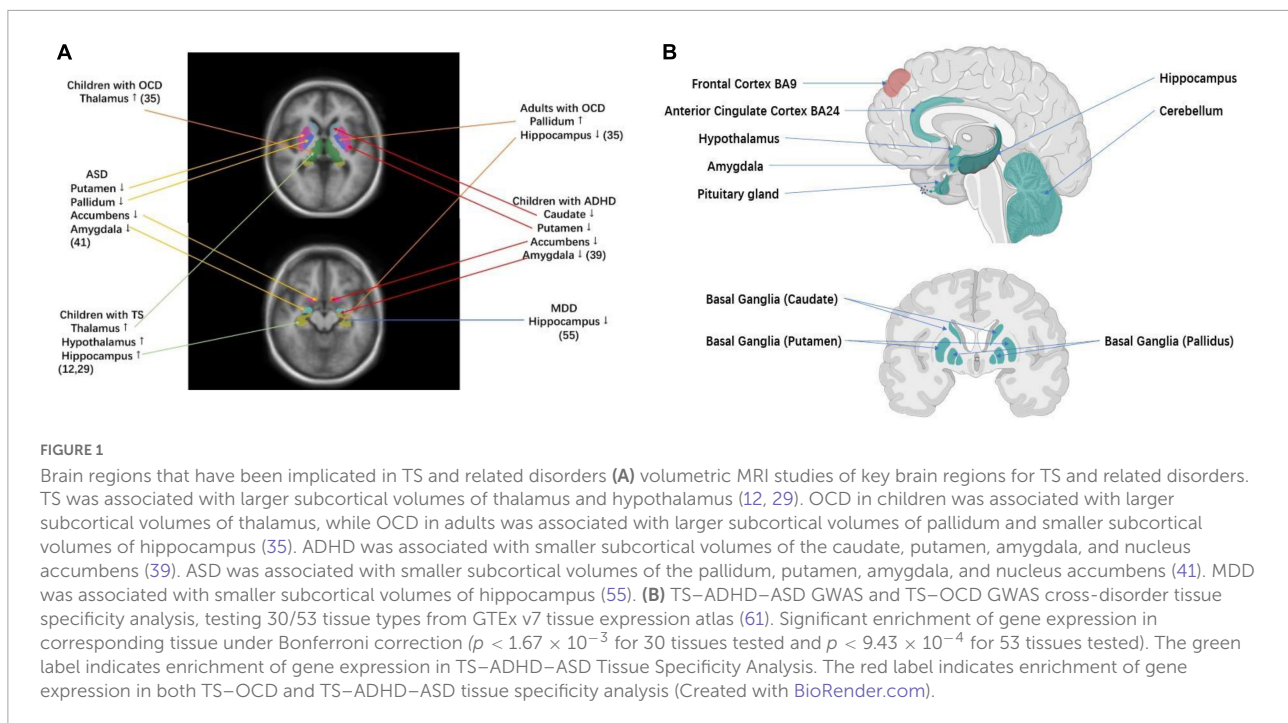 A
Children with OCD
Thalamus ↑ (35)
ASD
Putamen ↓
Pallidum ↓
Accumbens ↓
Amygdala ↓
(41)
Children with TS
Thalamus ↑
Hypothalamus ↑
Hippocampus ↑
(12,29)
Adults with OCD
Pallidum ↑
Hippocampus ↓ (35)
Children with ADHD
Caudate ↓
Putamen ↓
Accumbens ↓
Amygdala ↓ (39)
MDD
Hippocampus ↓
(55)
B
Frontal Cortex BA9
Anterior Cingulate Cortex BA24
Hypothalamus
Amygdala
Pituitary gland
Hippocampus
Cerebellum
Basal Ganglia (Caudate)
Basal Ganglia (Putamen)
Basal Ganglia (Pallidus)
FIGURE 1
Brain regions that have been implicated in TS and related disorders (A) volumetric MRI studies of key brain regions for TS and related disorders.
TS was associated with larger subcortical volumes of thalamus and hypothalamus (12, 29). OCD in children was associated with larger
subcortical volumes of thalamus, while OCD in adults was associated with larger subcortical volumes of pallidum and smaller subcortical
volumes of hippocampus (35). ADHD was associated with smaller subcortical volumes of the caudate, putamen, amygdala, and nucleus
accumbens (39). ASD was associated with smaller subcortical volumes of the pallidum, putamen, amygdala, and nucleus accumbens (41). MDD
was associated with smaller subcortical volumes of hippocampus (55). (B) TS–ADHD–ASD GWAS and TS–OCD GWAS cross-disorder tissue
specificity analysis, testing 30/53 tissue types from GTEx v7 tissue expression atlas (61). Significant enrichment of gene expression in
corresponding tissue under Bonferroni correction (p < 1.67 × 10⁻³ for 30 tissues tested and p < 9.43 × 10⁻⁴ for 53 tissues tested). The green
label indicates enrichment of gene expression in TS–ADHD–ASD Tissue Specificity Analysis. The red label indicates enrichment of gene
expression in both TS–OCD and TS–ADHD–ASD tissue specificity analysis (Created with BioRender.com).